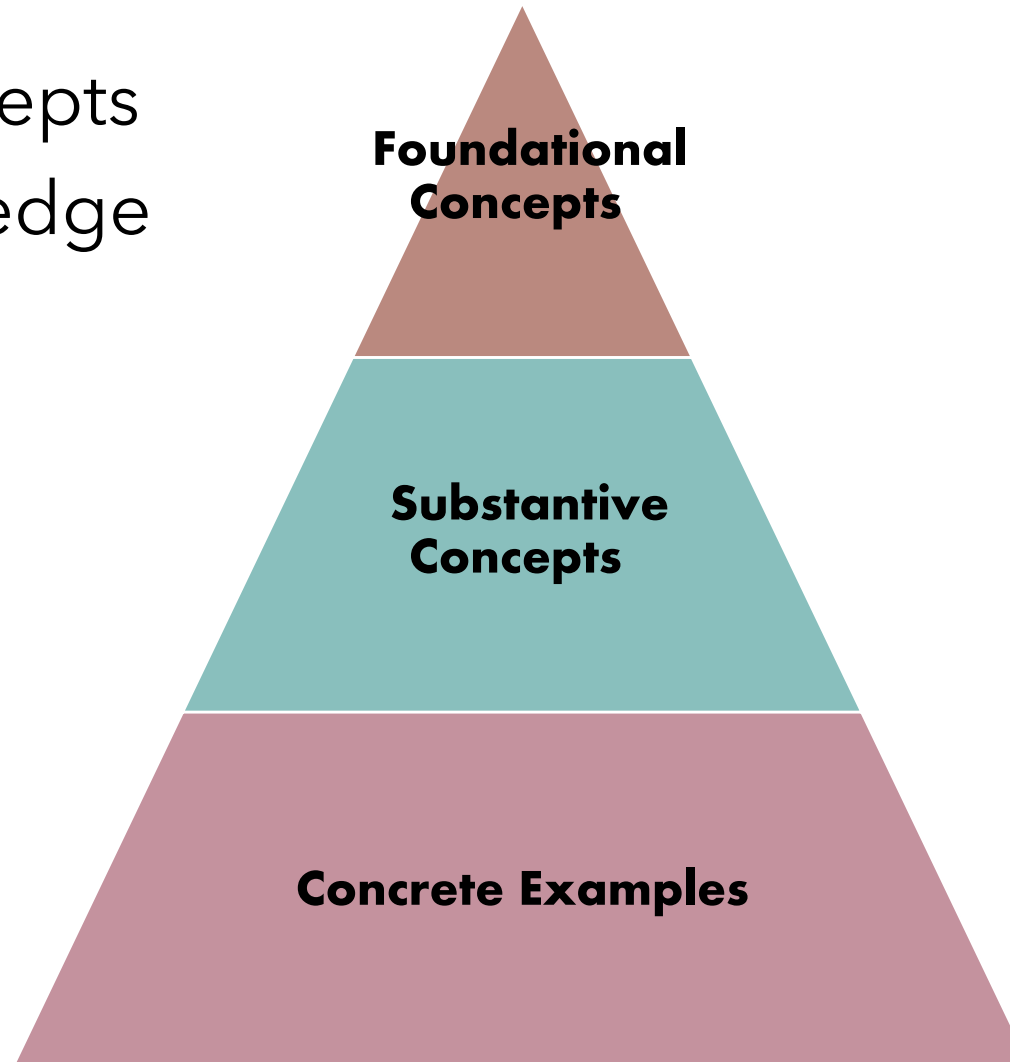 epts
edge
Foundational
Concepts
Substantive
Concepts
Concrete Examples